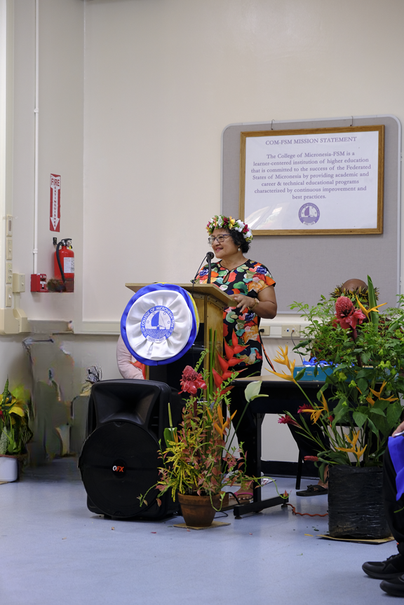 COM-FSM MISSION STATEMENT
The College of Micronesia-FSM is a
learner-centered institution of higher education
that is committed to the success of the Federated
States of Micronesia by providing academic and
career & technical educational programs
characterized by continuous improvement and
best practices.